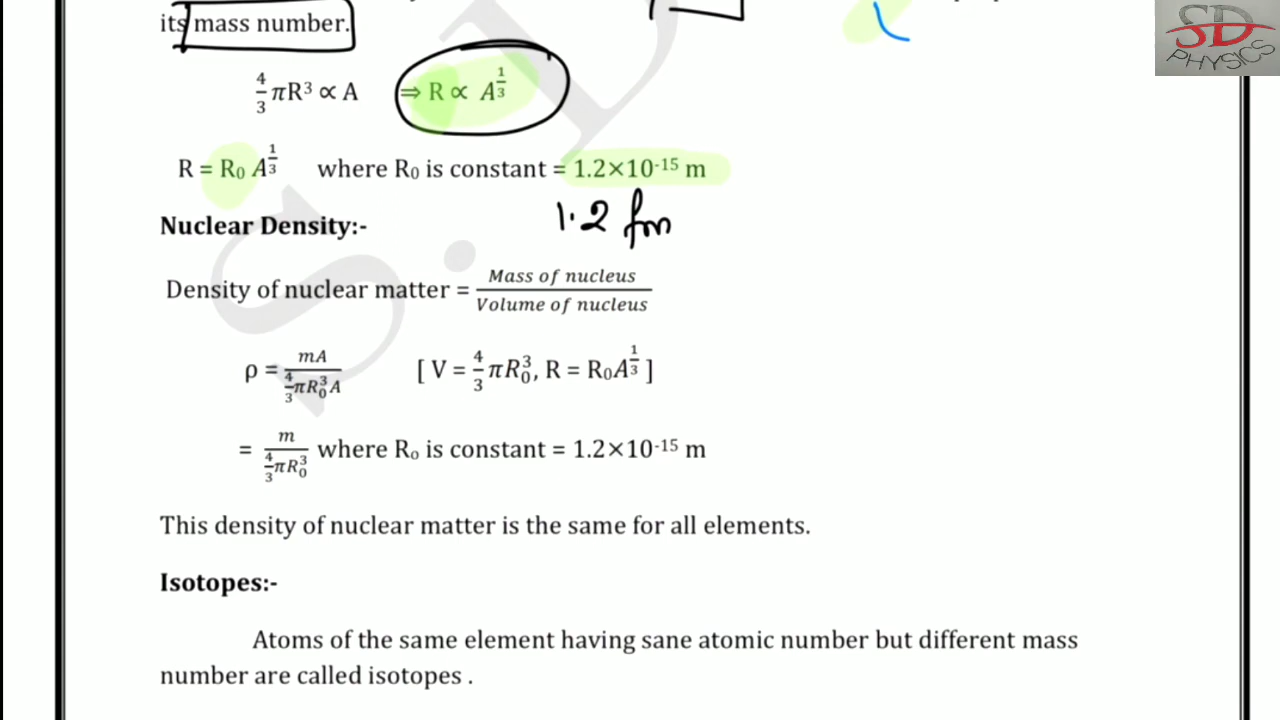 its mass number.
SD
PHYSICS
4/3 πR³ ∝ A ⇒ R ∝ A^(1/3)
R = R₀ A^(1/3) where R₀ is constant = 1.2×10⁻¹⁵ m
1.2 fm
Nuclear Density:-
Density of nuclear matter = Mass of nucleus / Volume of nucleus
ρ = mA / (4/3 πR₀³A) [ V = 4/3 πR₀³, R = R₀A^(1/3) ]
= m / (4/3 πR₀³) where Rₒ is constant = 1.2×10⁻¹⁵ m
This density of nuclear matter is the same for all elements.
Isotopes:-
Atoms of the same element having sane atomic number but different mass
number are called isotopes .